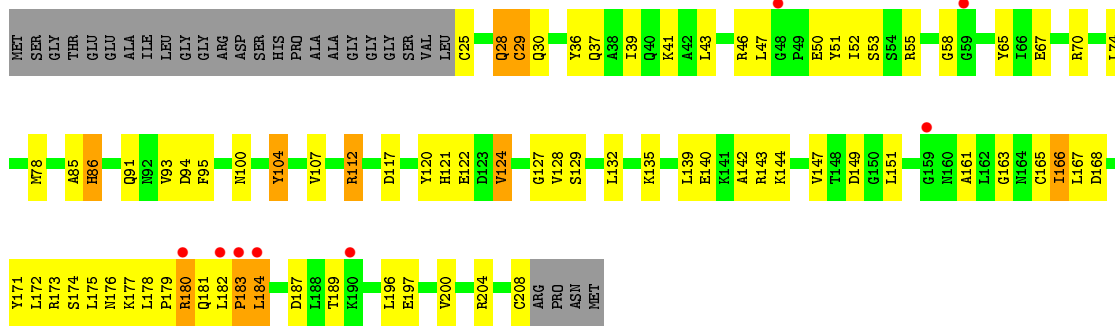 MET SER GLY THR GLU GLU ALA ILE LEU GLY GLY ARG ASP SER HIS PRO ALA ALA GLY GLY GLY SER VAL LEU C25 Q28 C29 Q30 Y36 Q37 A38 I39 Q40 K41 A42 L43 R46 L47 G48 P49 E50 Y51 I52 S53 S54 R55 G58 G59 Y65 I66 E67 R70
M78 A85 H86 Q91 N92 V93 D94 F95 N100 Y104 V107 R112 D117 Y120 H121 E122 D123 V124 G127 V128 S129 L132 K135 L139 E140 K141 A142 R143 K144 V147 T148 D149 G150 L151 G159 N160 A161 L162 G163 N164 C165 I166 L167 D168
Y171 L172 R173 S174 L175 N176 K177 L178 P179 R180 Q181 L182 P183 L184 D187 L188 T189 K190 L196 E197 V200 R204 C208 ARG PRO ASN MET